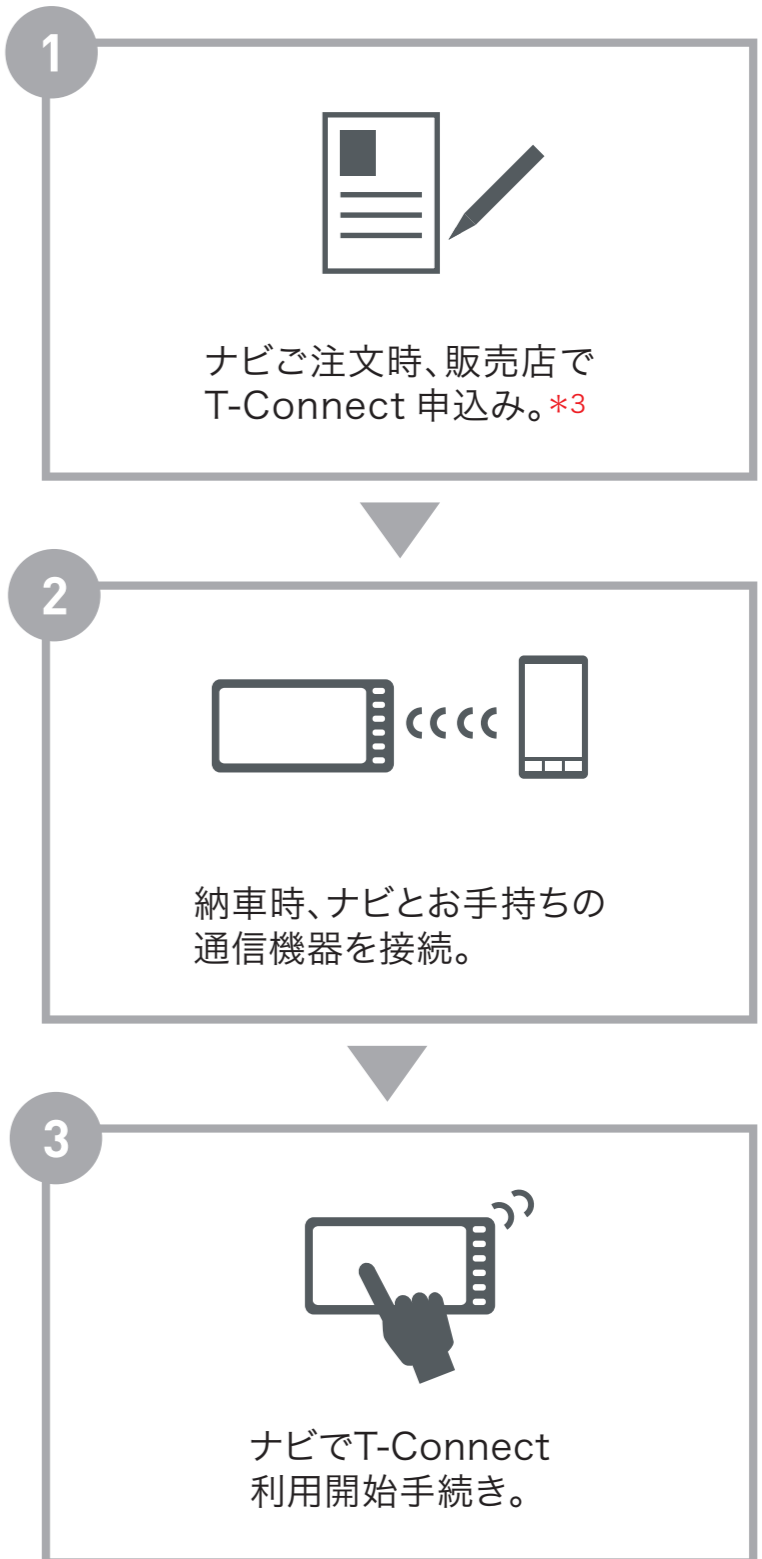 1
ナビご注文時、販売店で
T-Connect 申込み。*3
2
納車時、ナビとお手持ちの
通信機器を接続。
3
ナビでT-Connect
利用開始手続き。